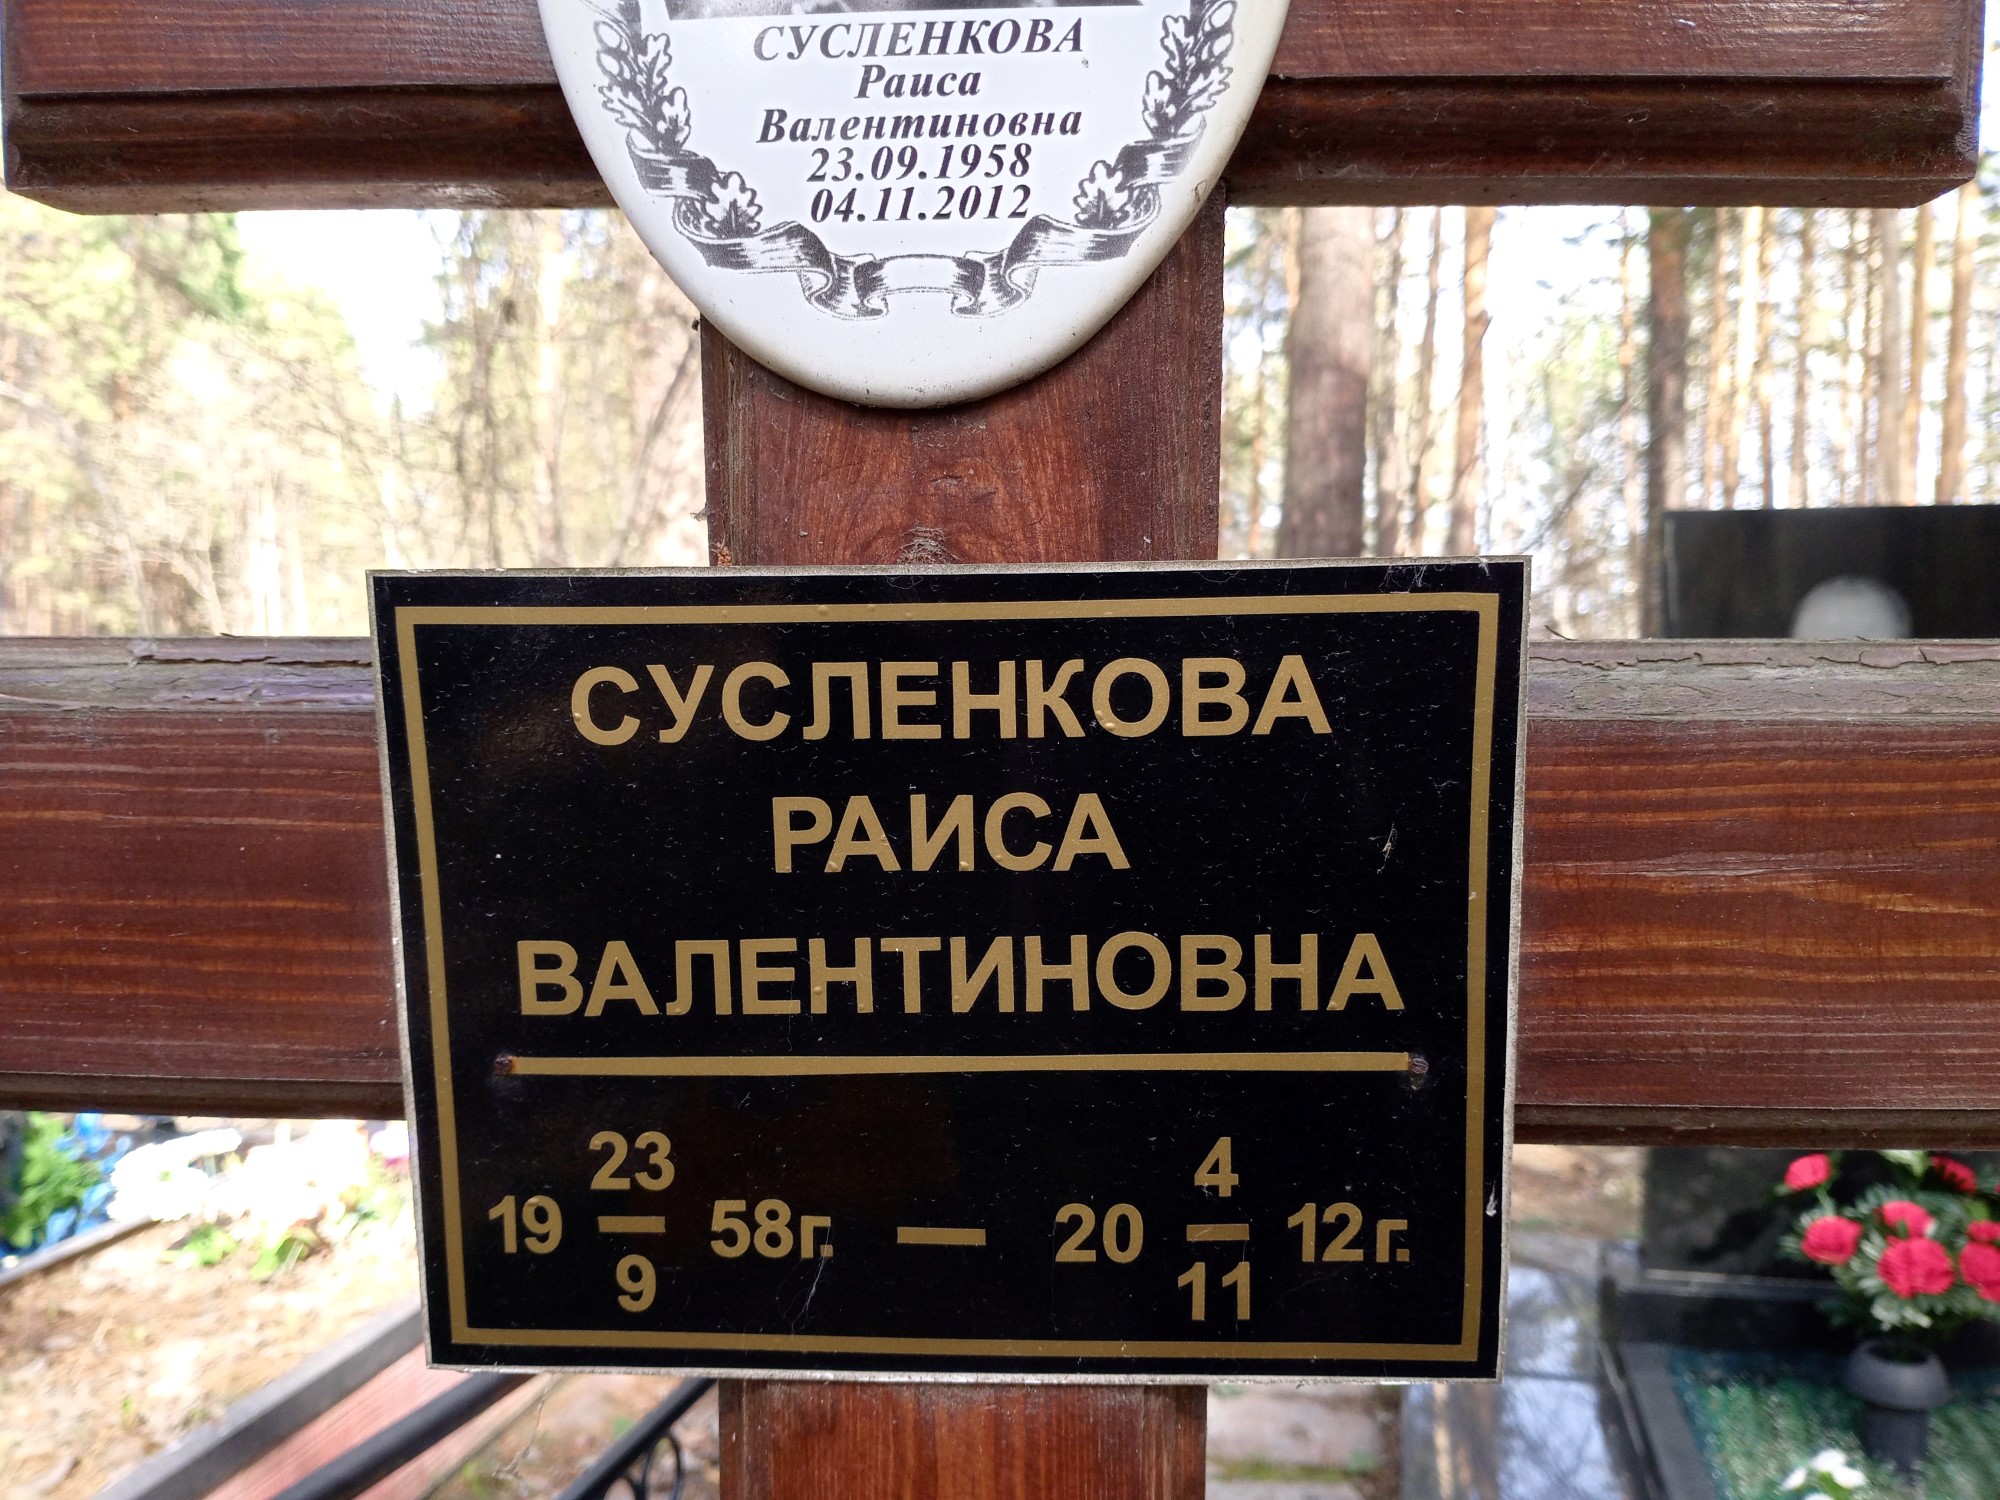 СУСЛЕНКОВА
Раиса
Валентиновна
23.09.1958
04.11.2012
СУСЛЕНКОВА
РАИСА
ВАЛЕНТИНОВНА
19 23/9 58г. — 20 4/11 12г.